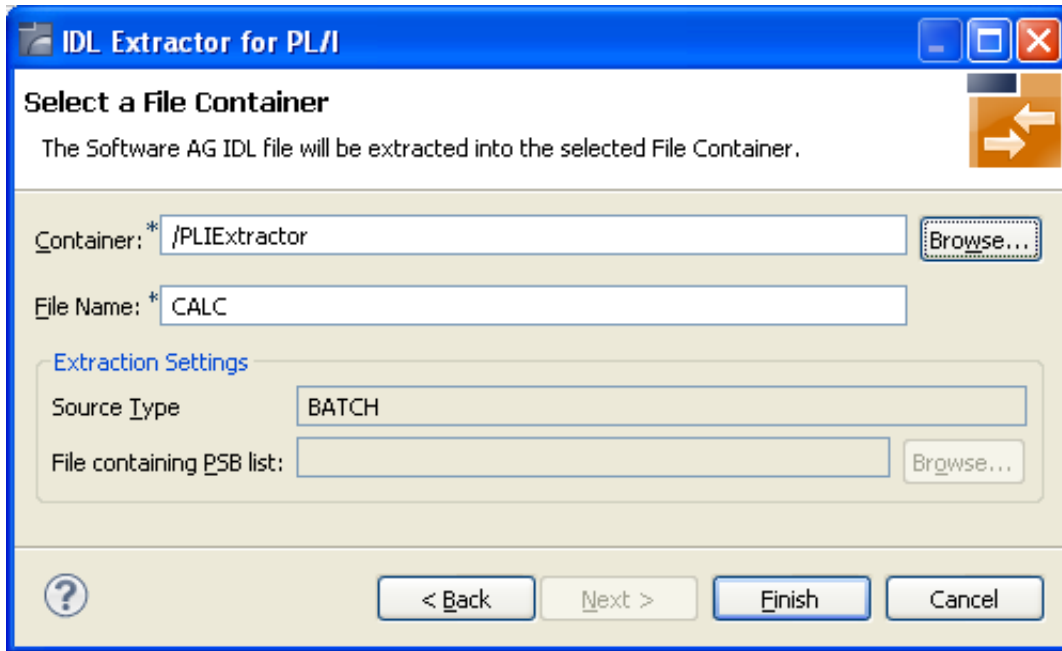 IDL Extractor for PL/I
Select a File Container
The Software AG IDL file will be extracted into the selected File Container.
Container: * /PLIExtractor Browse...
File Name: * CALC
Extraction Settings
Source Type BATCH
File containing PSB list: Browse...
? < Back Next > Finish Cancel